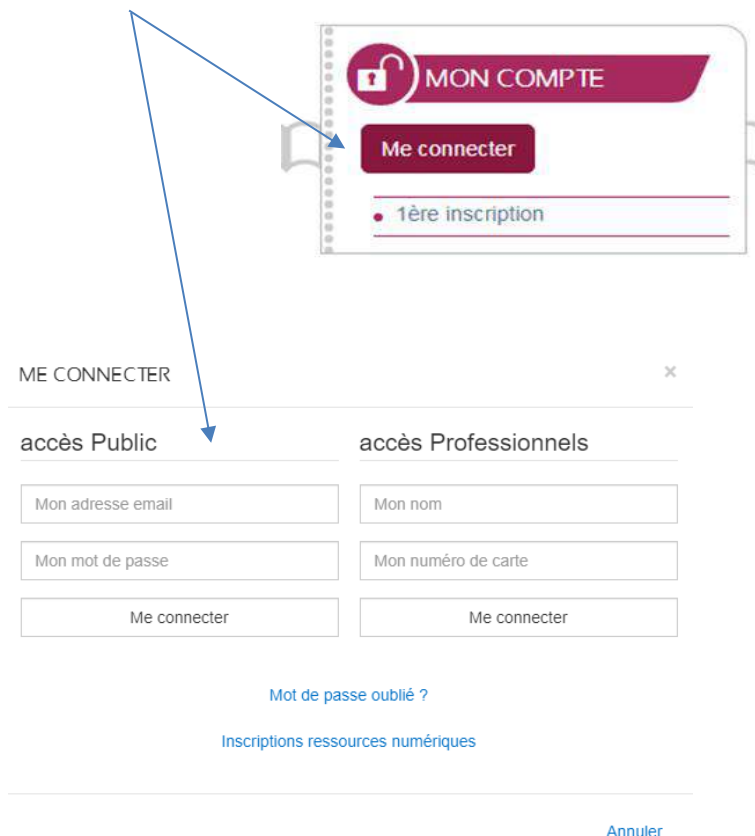 MON COMPTE
Me connecter
1ère inscription
ME CONNECTER ×
accès Public
Mon adresse email
Mon mot de passe
Me connecter
accès Professionnels
Mon nom
Mon numéro de carte
Me connecter
Mot de passe oublié ?
Inscriptions ressources numériques
Annuler